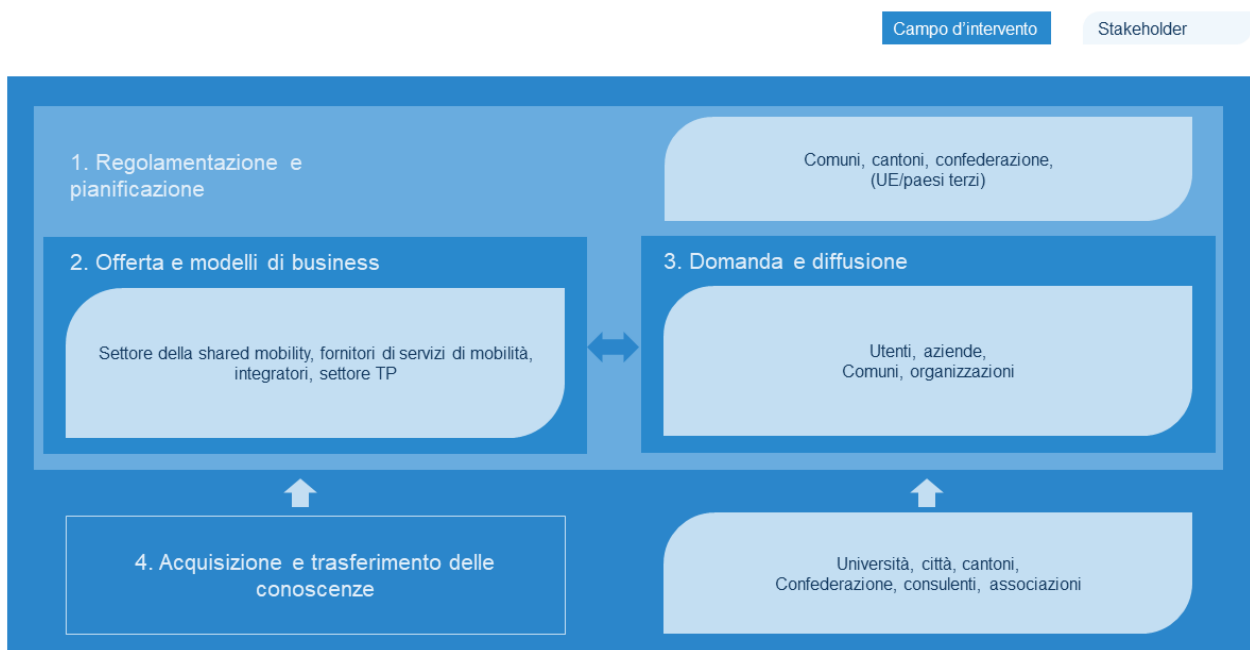 Campo d'intervento
Stakeholder
1. Regolamentazione e
pianificazione
Comuni, cantoni, confederazione,
(UE/paesi terzi)
2. Offerta e modelli di business
3. Domanda e diffusione
Settore della shared mobility, fornitori di servizi di mobilità,
integratori, settore TP
Utenti, aziende,
Comuni, organizzazioni
4. Acquisizione e trasferimento delle
conoscenze
Università, città, cantoni,
Confederazione, consulenti, associazioni